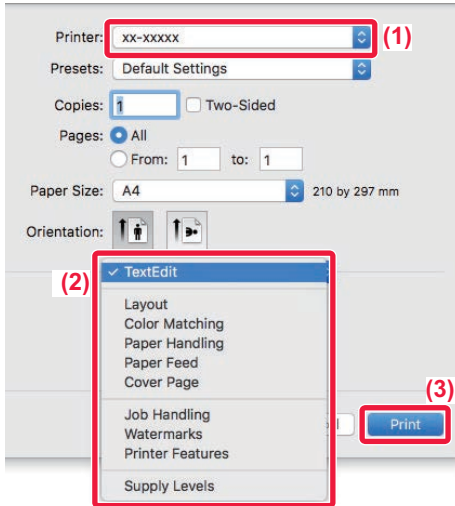 Printer: xx-xxxxx (1)
Presets: Default Settings
Copies: 1 Two-Sided
Pages: All
From: 1 to: 1
Paper Size: A4 210 by 297 mm
Orientation:
(2) ✓ TextEdit
Layout
Color Matching
Paper Handling
Paper Feed
Cover Page
(3)
Job Handling
Watermarks
Printer Features
Print
Supply Levels